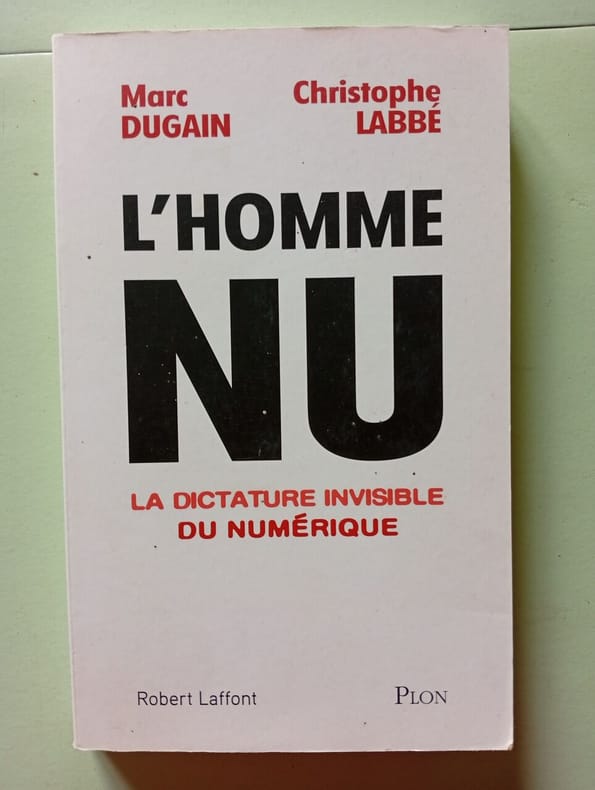 Marc
DUGAIN
Christophe
LABBÉ
L'HOMME
NU
LA DICTATURE INVISIBLE
DU NUMÉRIQUE
Robert Laffont
PLON